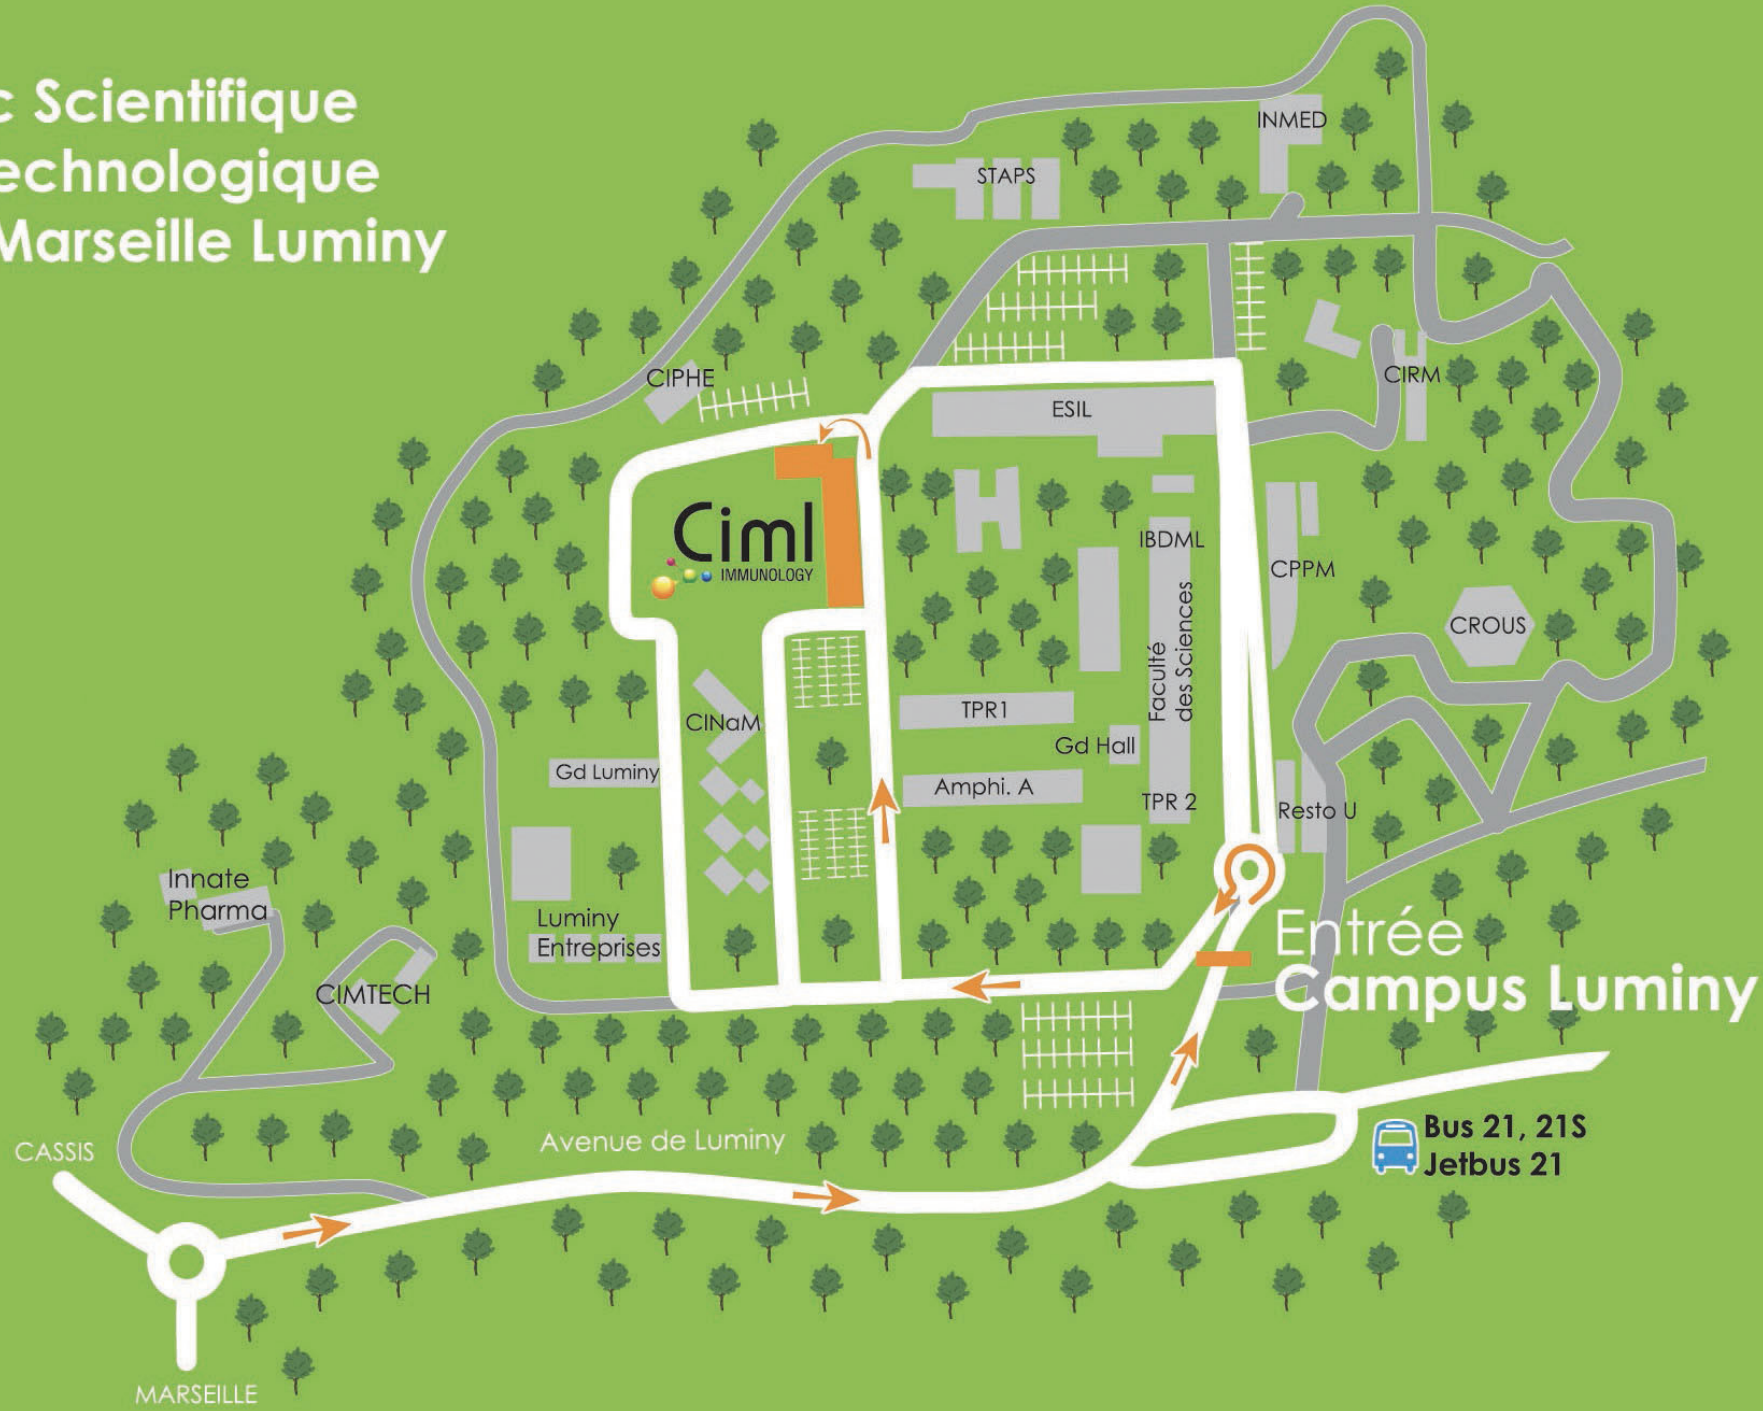 c Scientifique
echnologique
Marseille Luminy
INMED
STAPS
CIPHE
CIRM
ESIL
Ciml
IMMUNOLOGY
IBDML
CPPM
Faculté
des Sciences
CROUS
TPR1
CINaM
Gd Hall
Gd Luminy
Amphi. A
TPR 2
Resto U
Innate
Pharma
Luminy
Entreprises
Entrée
Campus Luminy
CIMTECH
Bus 21, 21S
Jetbus 21
Avenue de Luminy
CASSIS
MARSEILLE